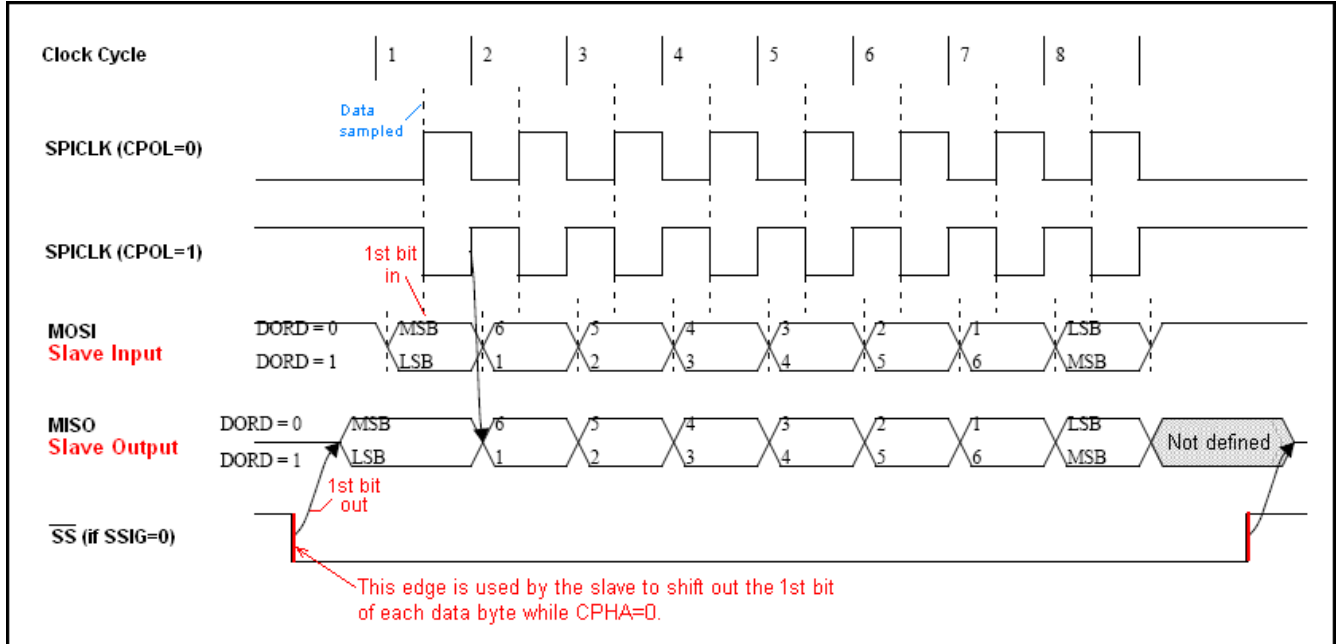 Clock Cycle 1 2 3 4 5 6 7 8
Data
sampled
SPICLK (CPOL=0)
SPICLK (CPOL=1)
1st bit
in
DORD = 0 MSB 6 5 4 3 2 1 LSB
MOSI
Slave Input
DORD = 1 LSB 1 2 3 4 5 6 MSB
DORD = 0 MSB 6 5 4 3 2 1 LSB
MISO
Slave Output
Not defined
DORD = 1 LSB 1 2 3 4 5 6 MSB
1st bit
out
SS (if SSIG=0)
This edge is used by the slave to shift out the 1st bit
of each data byte while CPHA=0.